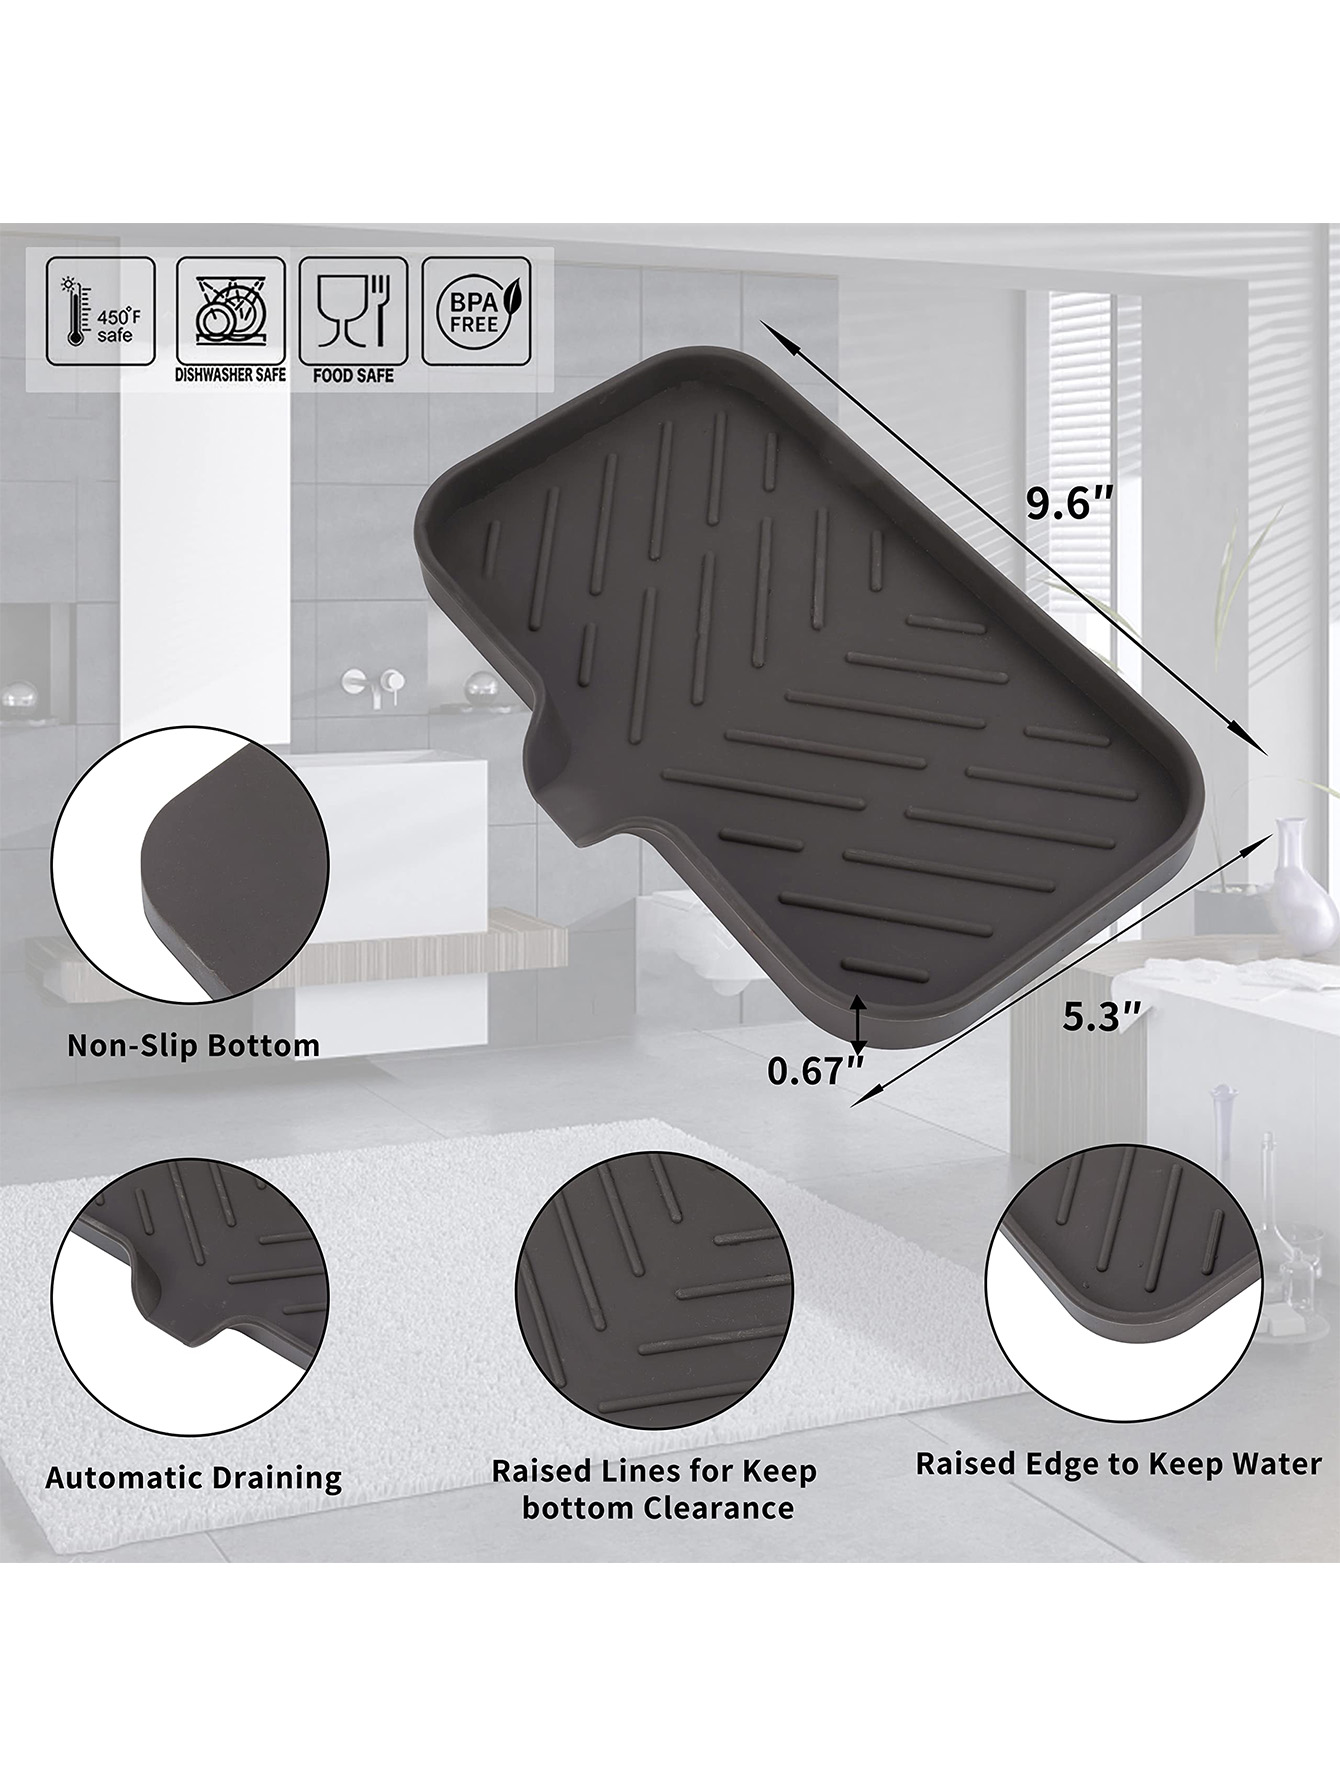 450°F
safe
DISHWASHER SAFE
FOOD SAFE
BPA
FREE
9.6"
5.3"
0.67"
Non-Slip Bottom
Automatic Draining
Raised Lines for Keep
bottom Clearance
Raised Edge to Keep Water